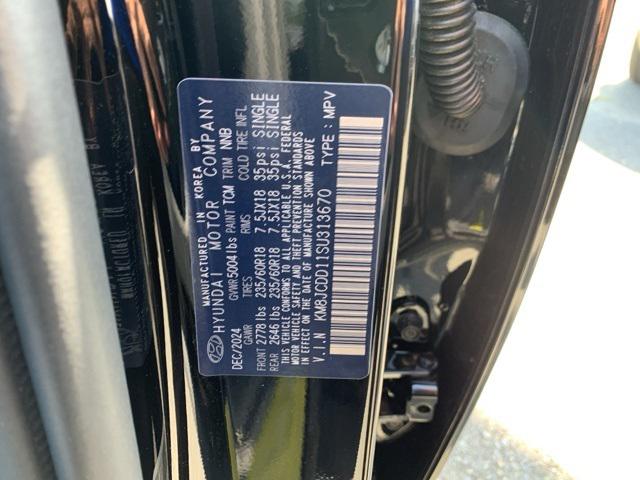 MANUFACTURED IN KOREA BY
HYUNDAI MOTOR COMPANY
DEC/2024 GVWR 5004 lbs PAINT TCM TRIM NNB
GAWR TIRES RIMS COLD TIRE INFL
FRONT 2778 lbs 235/60R18 7.5JX18 35psi SINGLE
REAR 2646 lbs 235/60R18 7.5JX18 35psi SINGLE
THIS VEHICLE CONFORMS TO ALL APPLICABLE U.S.A. FEDERAL
MOTOR VEHICLE SAFETY AND THEFT PREVENTION STANDARDS
IN EFFECT ON THE DATE OF MANUFACTURE SHOWN ABOVE
V.I.N KM8JCDD11SU313670 TYPE : MPV